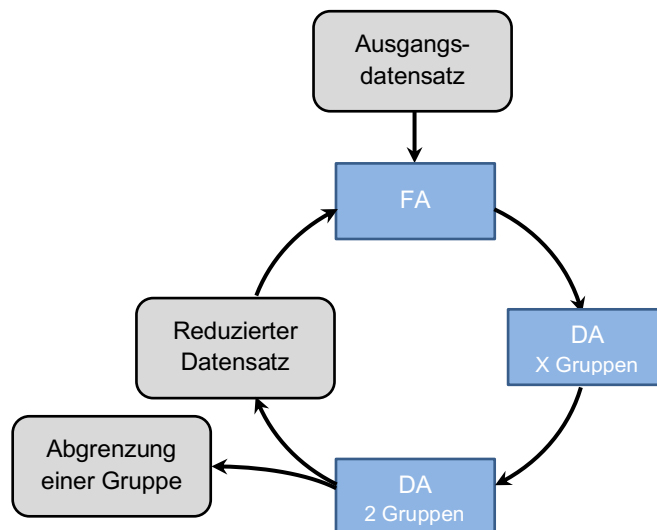 Ausgangs-
datensatz
FA
DA
X Gruppen
Reduzierter
Datensatz
Abgrenzung
einer Gruppe
DA
2 Gruppen